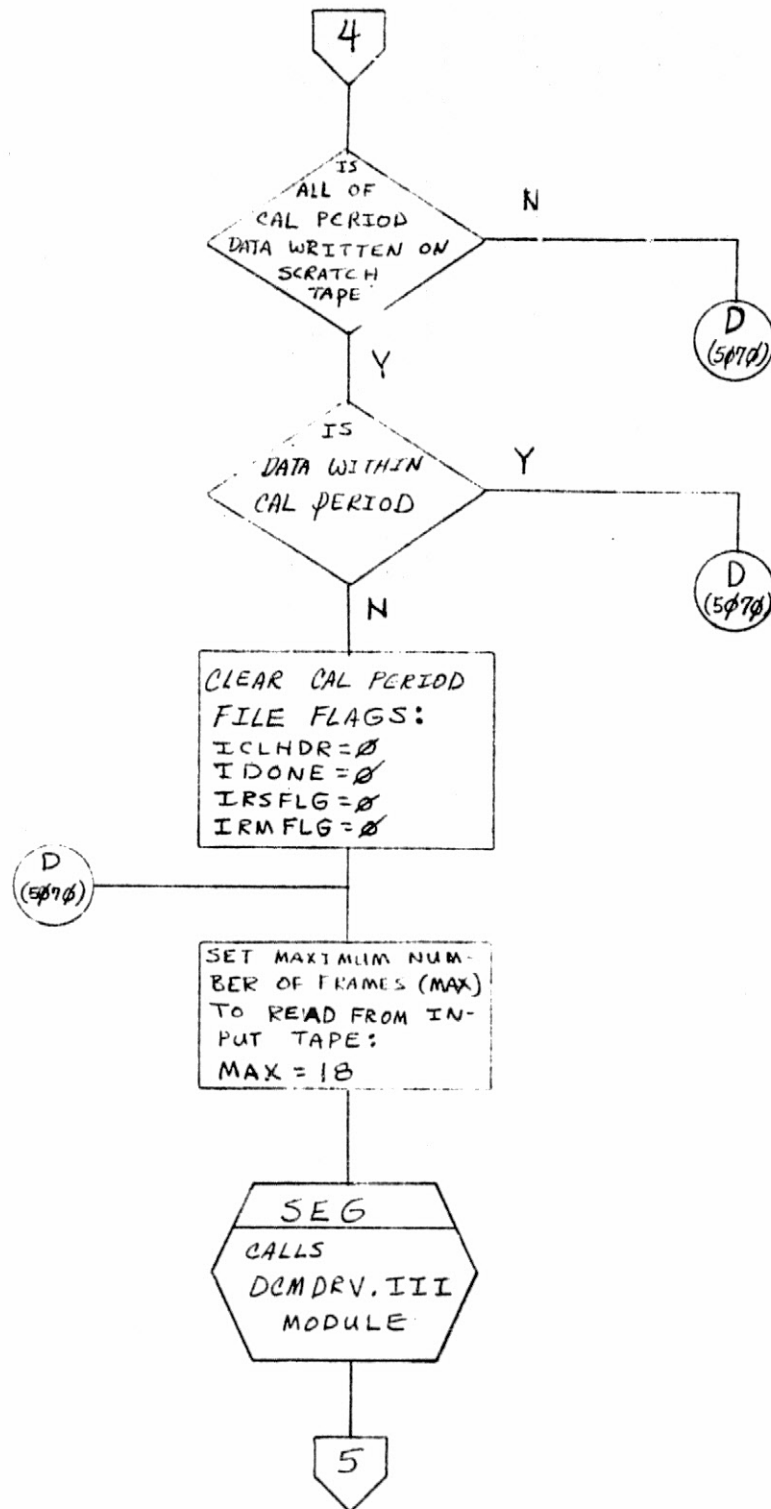 4
IS
ALL OF
CAL PERIOD
DATA WRITTEN ON
SCRATCH
TAPE
N
D
(5Ø7Ø)
Y
IS
DATA WITHIN
CAL PERIOD
Y
D
(5Ø7Ø)
N
CLEAR CAL PERIOD
FILE FLAGS:
ICLHDR=Ø
IDONE=Ø
IRSFLG=Ø
IRMFLG=Ø
D
(5Ø7Ø)
SET MAXIMUM NUM-
BER OF FRAMES (MAX)
TO READ FROM IN-
PUT TAPE:
MAX = 18
SEG
CALLS
DCMDRV.III
MODULE
5